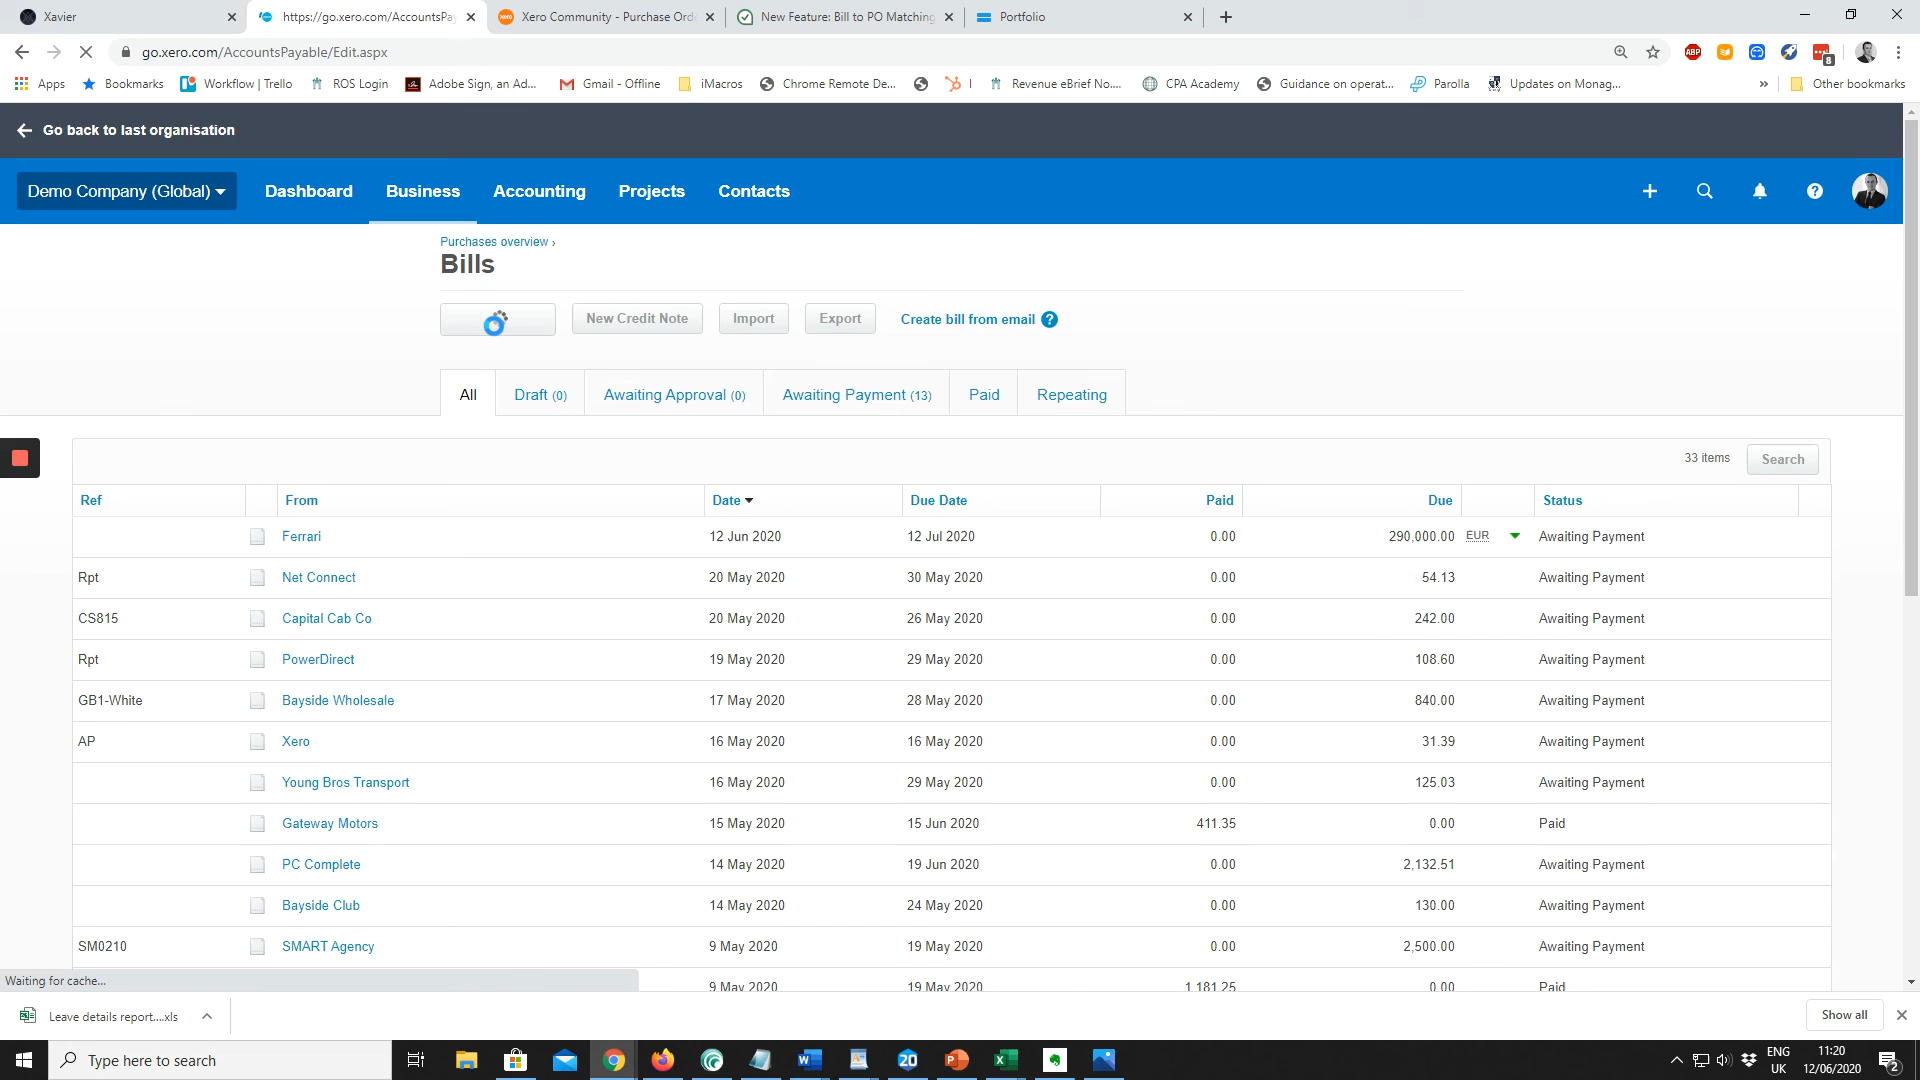 Xavier
https://go.xero.com/AccountsPay
Xero Community - Purchase Orde
New Feature: Bill to PO Matching
Portfolio
go.xero.com/AccountsPayable/Edit.aspx
ABP
8
Apps
Bookmarks
Workflow | Trello
ROS Login
Adobe Sign, an Ad...
Gmail - Offline
iMacros
Chrome Remote De...
I
Revenue eBrief No....
CPA Academy
Guidance on operat...
Parolla
Updates on Monag...
»
Other bookmarks
Go back to last organisation
Demo Company (Global)
Dashboard
Business
Accounting
Projects
Contacts
Purchases overview ›
Bills
New Credit Note
Import
Export
Create bill from email ?
All
Draft (0)
Awaiting Approval (0)
Awaiting Payment (13)
Paid
Repeating
33 items
Search
Ref From Date Due Date Paid Due Status
Ferrari 12 Jun 2020 12 Jul 2020 0.00 290,000.00 EUR Awaiting Payment
Rpt Net Connect 20 May 2020 30 May 2020 0.00 54.13 Awaiting Payment
CS815 Capital Cab Co 20 May 2020 26 May 2020 0.00 242.00 Awaiting Payment
Rpt PowerDirect 19 May 2020 29 May 2020 0.00 108.60 Awaiting Payment
GB1-White Bayside Wholesale 17 May 2020 28 May 2020 0.00 840.00 Awaiting Payment
AP Xero 16 May 2020 16 May 2020 0.00 31.39 Awaiting Payment
Young Bros Transport 16 May 2020 29 May 2020 0.00 125.03 Awaiting Payment
Gateway Motors 15 May 2020 15 Jun 2020 411.35 0.00 Paid
PC Complete 14 May 2020 19 Jun 2020 0.00 2,132.51 Awaiting Payment
Bayside Club 14 May 2020 24 May 2020 0.00 130.00 Awaiting Payment
SM0210 SMART Agency 9 May 2020 19 May 2020 0.00 2,500.00 Awaiting Payment
9 May 2020 19 May 2020 1,181.25 0.00 Paid
Waiting for cache...
Leave details report....xls
Show all
Type here to search
20
ENG
UK
11:20
12/06/2020
2